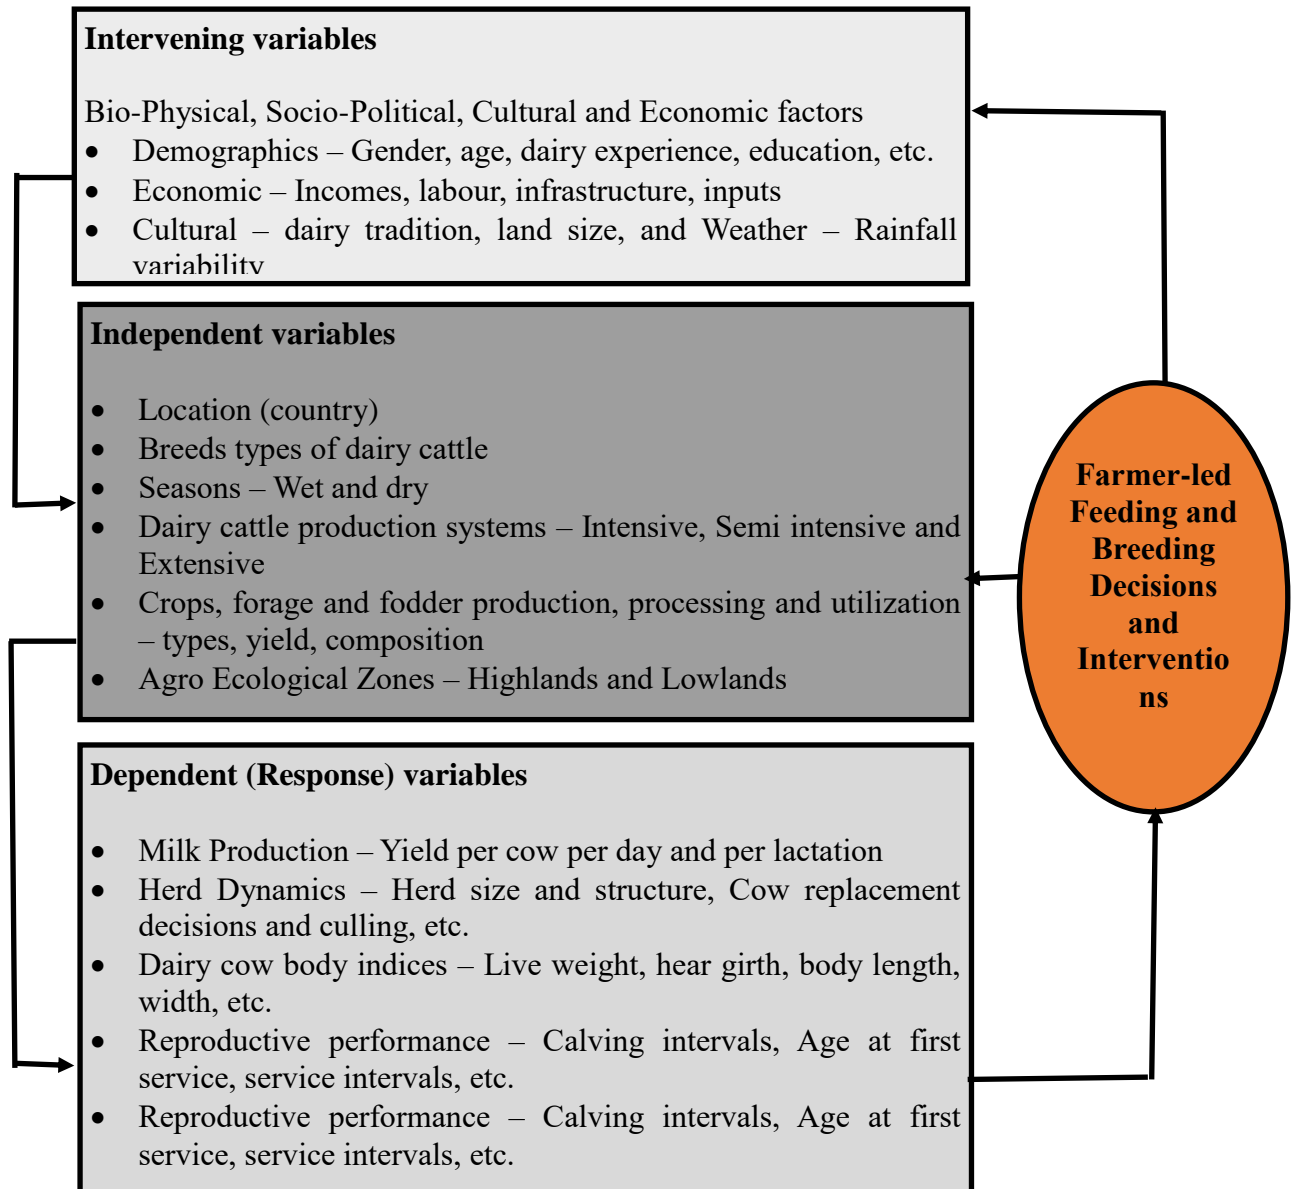 Intervening variables
Bio-Physical, Socio-Political, Cultural and Economic factors
• Demographics – Gender, age, dairy experience, education, etc.
• Economic – Incomes, labour, infrastructure, inputs
• Cultural – dairy tradition, land size, and Weather – Rainfall
variability
Independent variables
• Location (country)
• Breeds types of dairy cattle
• Seasons – Wet and dry
• Dairy cattle production systems – Intensive, Semi intensive and
Extensive
• Crops, forage and fodder production, processing and utilization
– types, yield, composition
• Agro Ecological Zones – Highlands and Lowlands
Dependent (Response) variables
• Milk Production – Yield per cow per day and per lactation
• Herd Dynamics – Herd size and structure, Cow replacement
decisions and culling, etc.
• Dairy cow body indices – Live weight, hear girth, body length,
width, etc.
• Reproductive performance – Calving intervals, Age at first
service, service intervals, etc.
• Reproductive performance – Calving intervals, Age at first
service, service intervals, etc.
Farmer-led
Feeding and
Breeding
Decisions
and
Interventio
ns